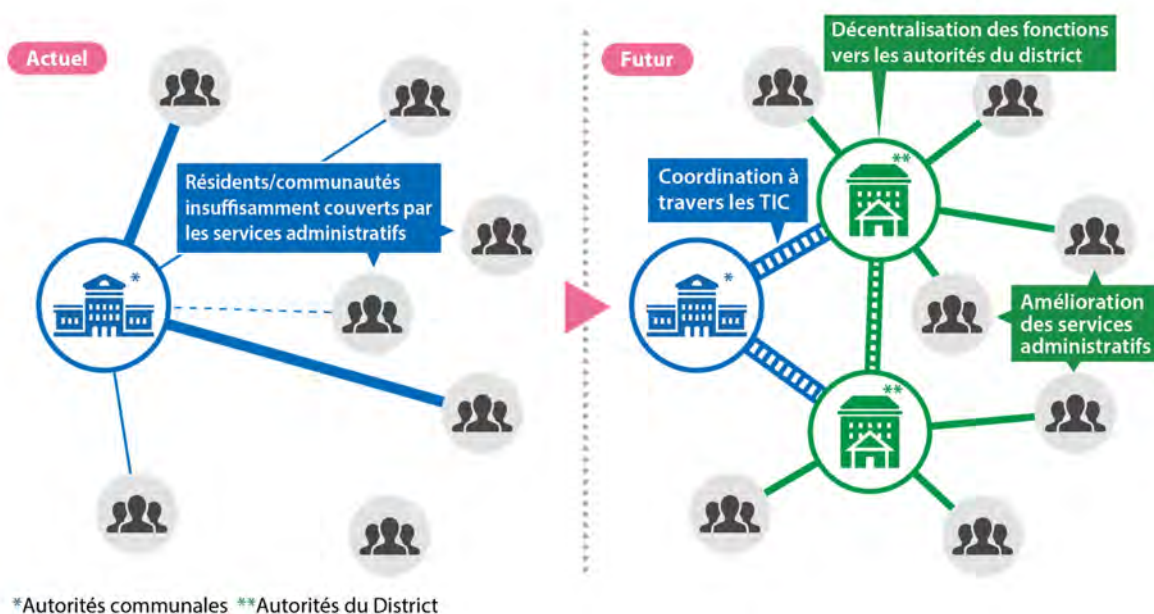 Actuel
Résidents/communautés
insuffisamment couverts par
les services administratifs
*
Futur
Décentralisation des fonctions
vers les autorités du district
**
Coordination à
travers les TIC
*
Amélioration
des services
administratifs
**
*Autorités communales **Autorités du District